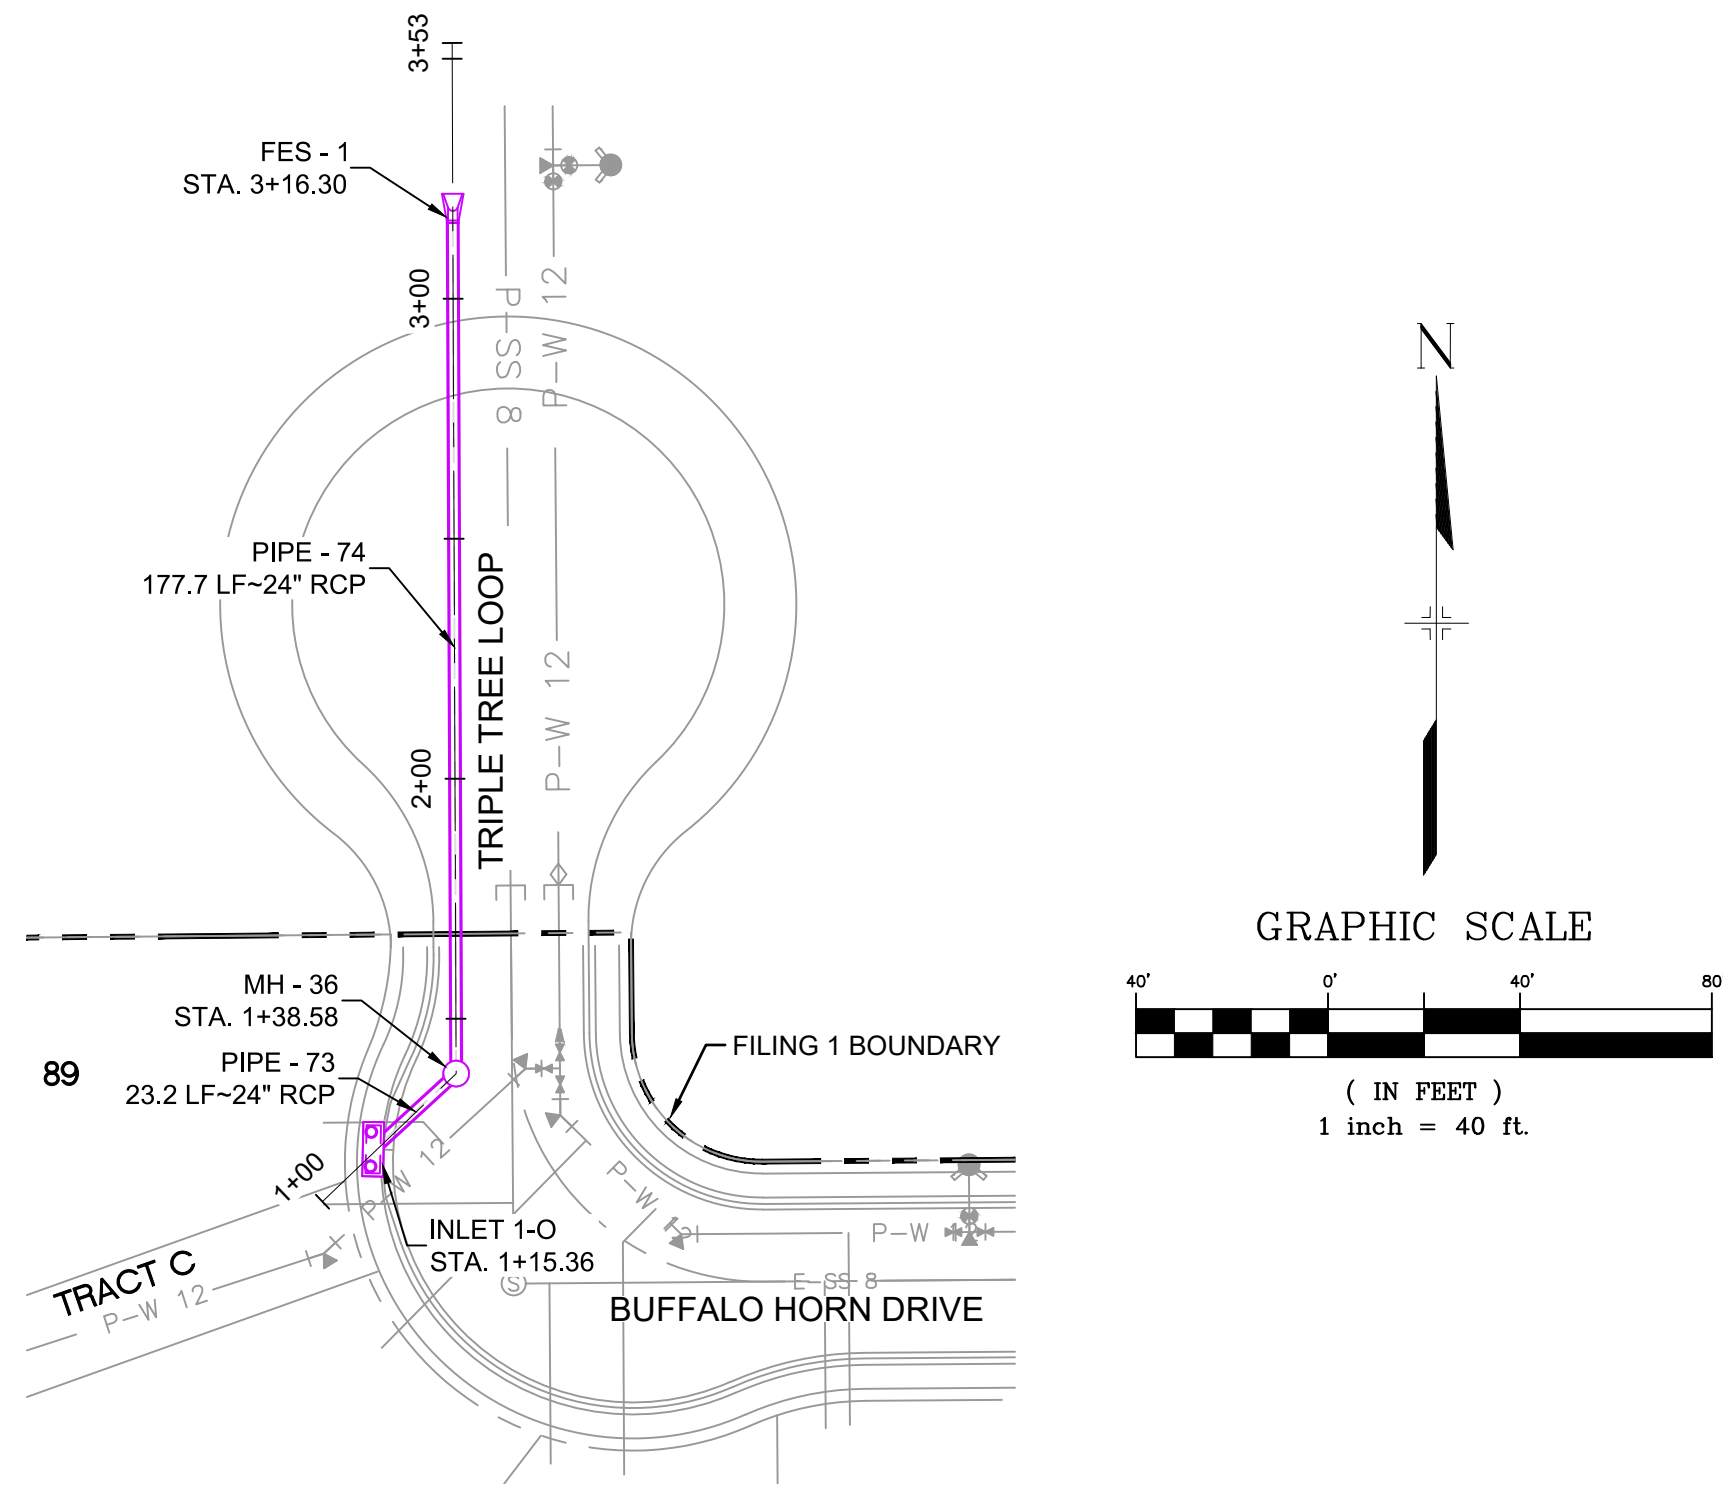 3+53
FES - 1
STA. 3+16.30
3+00
P-SS 8
P-W 12
PIPE - 74
177.7 LF~24" RCP
TRIPLE TREE LOOP
P-W 12
2+00
MH - 36
STA. 1+38.58
PIPE - 73
23.2 LF~24" RCP
89
FILING 1 BOUNDARY
1+00
P-W 12
P-W 12
P-W 12
INLET 1-O
STA. 1+15.36
S
E-SS 8
TRACT C
P-W 12
BUFFALO HORN DRIVE
N
GRAPHIC SCALE
40' 0' 40' 80
( IN FEET )
1 inch = 40 ft.